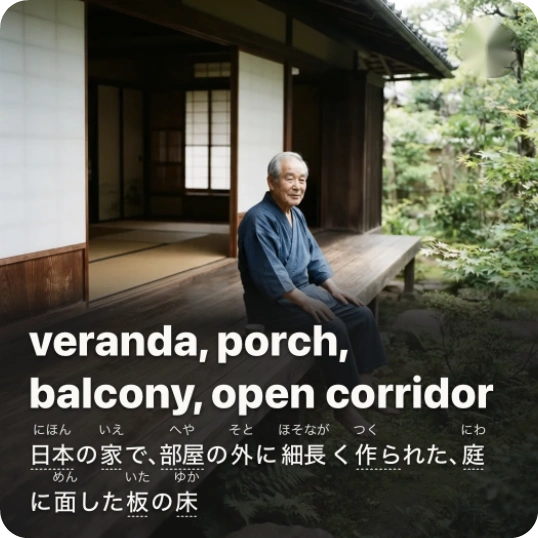 veranda, porch,
balcony, open corridor
にほん いえ へや そと ほそなが つく にわ
日本の家で、部屋の外に細長く作られた、庭
めん いた ゆか
に面した板の床